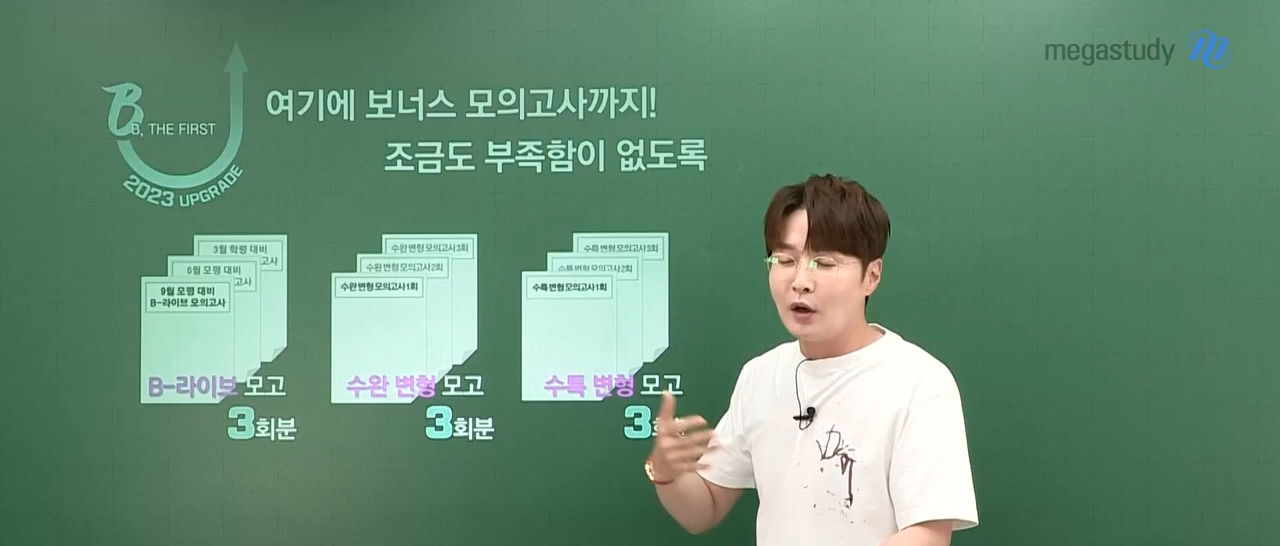 megastudy
B
B, THE FIRST
2023 UPGRADE
여기에 보너스 모의고사까지!
조금도 부족함이 없도록
3월 학평 대비
고사
6월 모평 대비
고사
9월 모평 대비
B-라이브 모의고사
B-라이브 모고
3회분
수완 변형 모의고사 3회
수완 변형 모의고사 2회
수완 변형 모의고사 1회
수완 변형 모고
3회분
수특 변형 모의고사 3회
수특 변형 모의고사 2회
수특 변형 모의고사 1회
수특 변형 모고
3